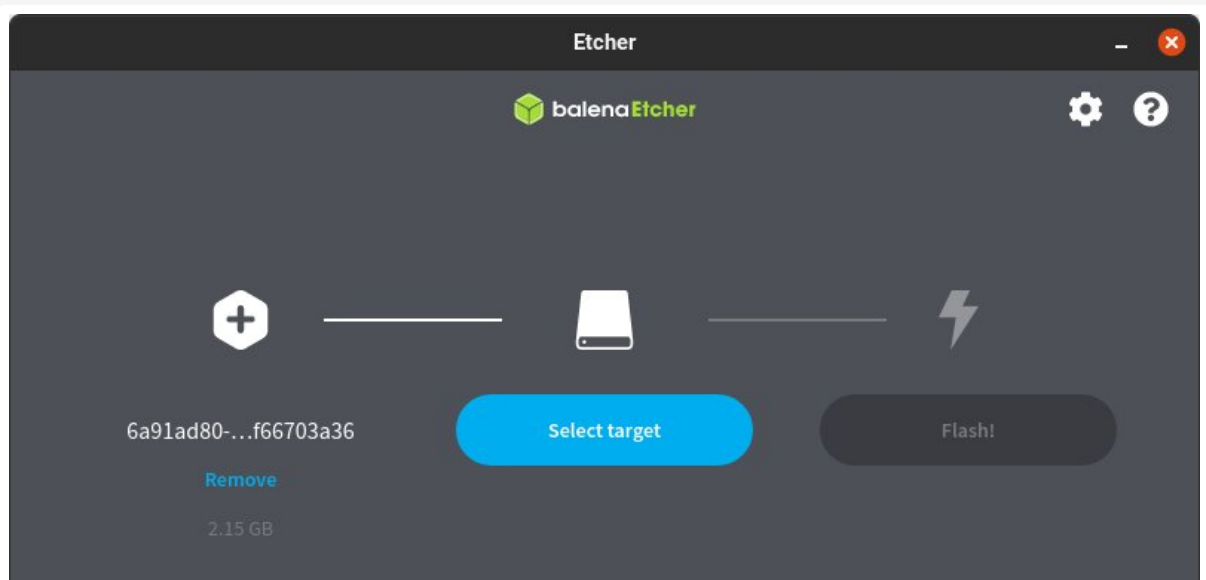 Etcher
balenaEtcher
6a91ad80-...f66703a36
Select target
Flash!
Remove
2.15 GB